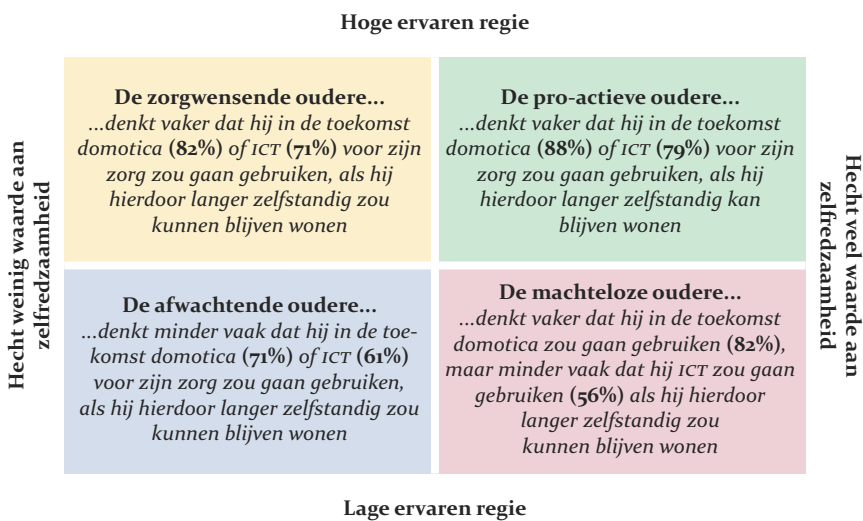 Hoge ervaren regie
Hecht weinig waarde aan
zelfredzaamheid
De zorgwensende oudere...
...denkt vaker dat hij in de toekomst
domotica (82%) of ICT (71%) voor zijn
zorg zou gaan gebruiken, als hij
hierdoor langer zelfstandig zou
kunnen blijven wonen
De pro-actieve oudere...
...denkt vaker dat hij in de toekomst
domotica (88%) of ICT (79%) voor zijn
zorg zou gaan gebruiken, als hij
hierdoor langer zelfstandig kan
blijven wonen
Hecht veel waarde aan
zelfredzaamheid
De afwachtende oudere...
...denkt minder vaak dat hij in de toe-
komst domotica (71%) of ICT (61%)
voor zijn zorg zou gaan gebruiken,
als hij hierdoor langer zelfstandig zou
kunnen blijven wonen
De machteloze oudere...
...denkt vaker dat hij in de toekomst
domotica zou gaan gebruiken (82%),
maar minder vaak dat hij ICT zou gaan
gebruiken (56%) als hij hierdoor
langer zelfstandig zou
kunnen blijven wonen
Lage ervaren regie